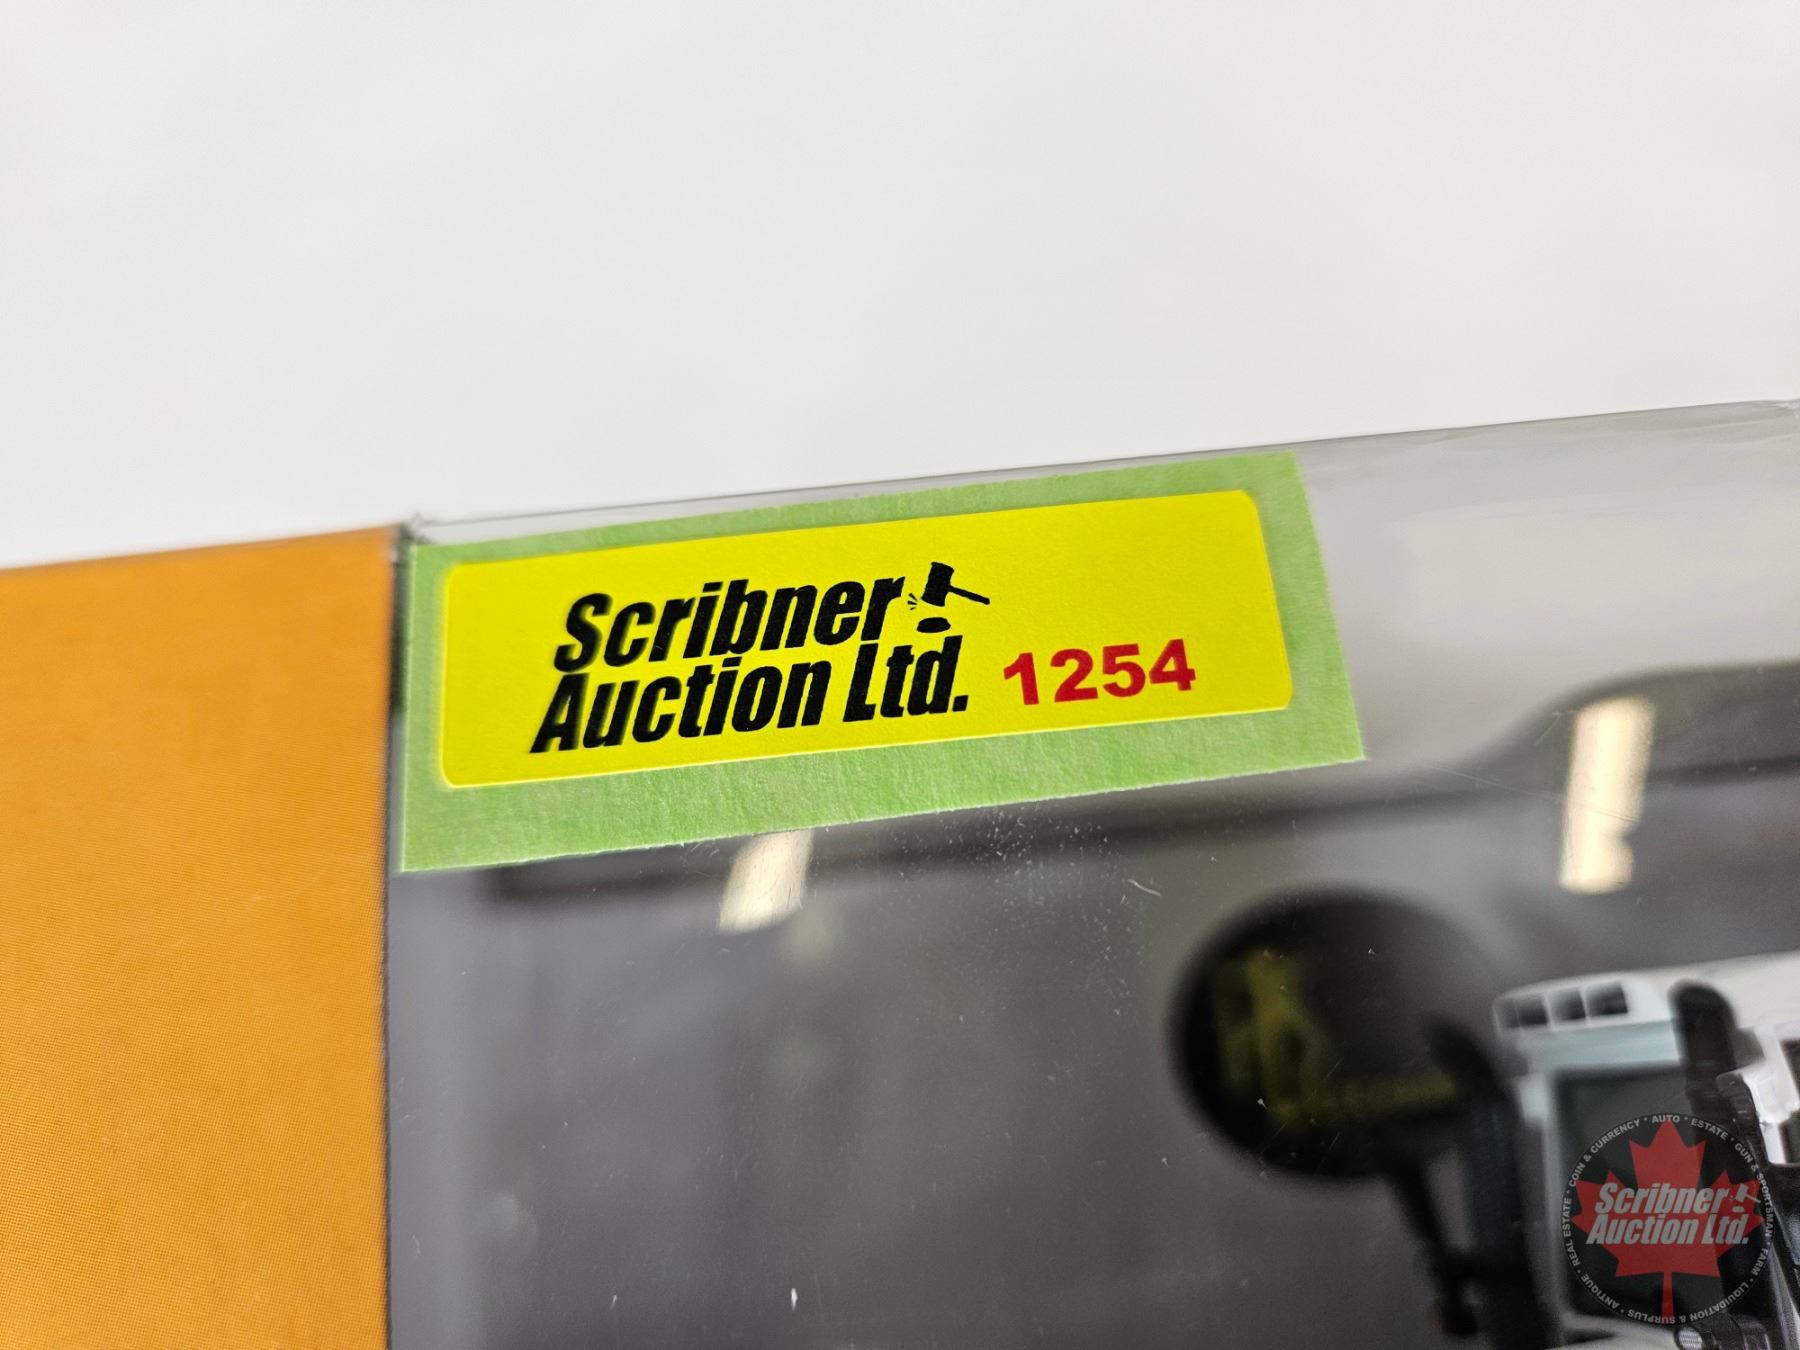 Scribner
Auction Ltd. 1254
REAL ESTATE • COIN & CURRENCY • AUTO • ESTATE • GUN & SPORTSMAN • FARM • LIQUIDATION & SURPLUS • ANTIQUE •
Scribner
Auction Ltd.